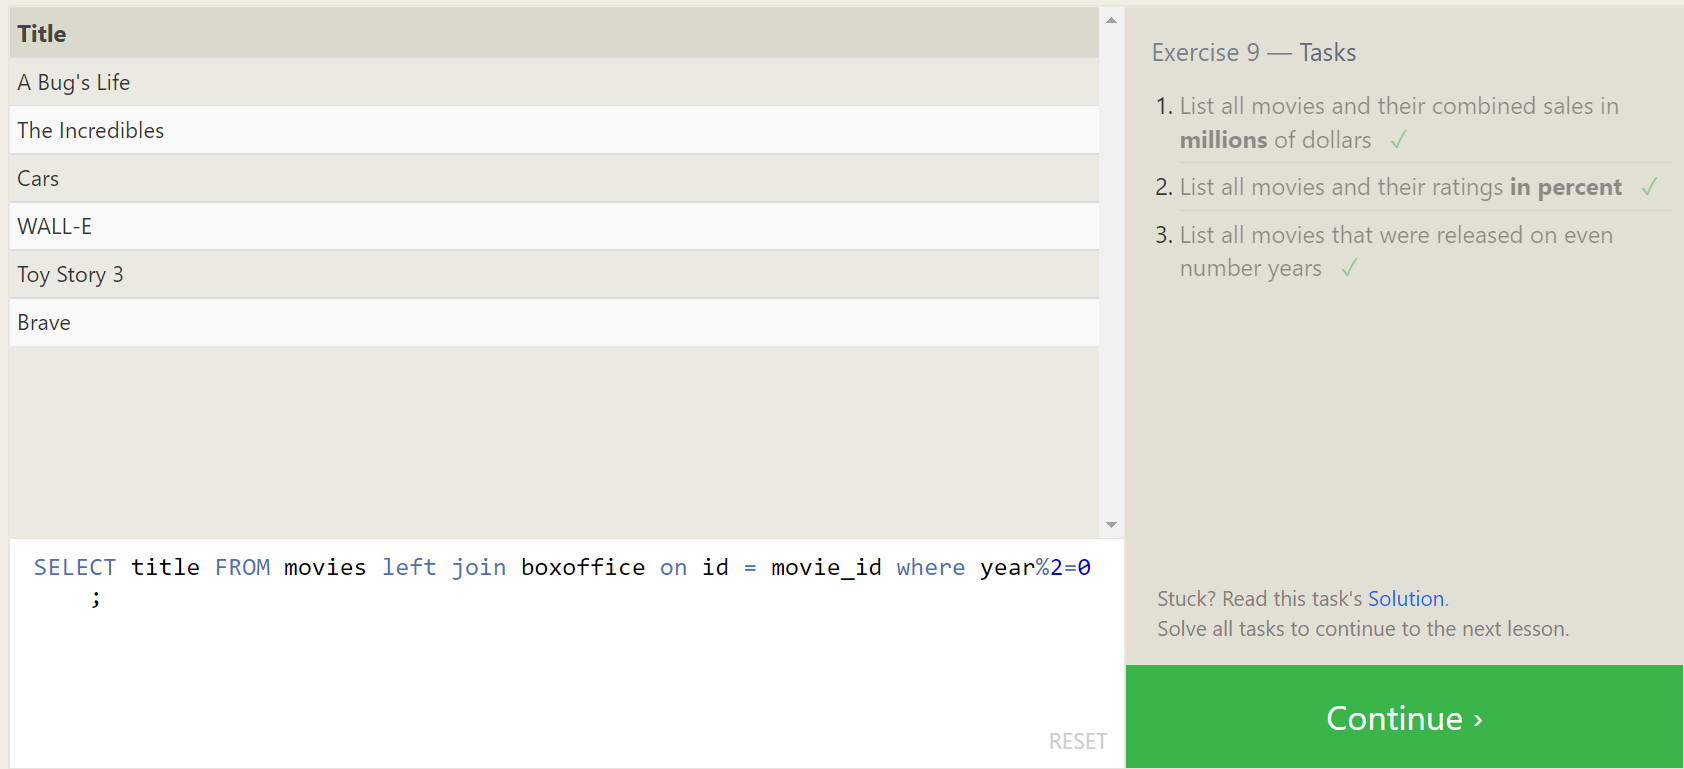 Title
A Bug's Life
The Incredibles
Cars
WALL-E
Toy Story 3
Brave
SELECT title FROM movies left join boxoffice on id = movie_id where year%2=0
;
RESET
Exercise 9 — Tasks
1. List all movies and their combined sales in
millions of dollars ✓
2. List all movies and their ratings in percent ✓
3. List all movies that were released on even
number years ✓
Stuck? Read this task's Solution.
Solve all tasks to continue to the next lesson.
Continue ›